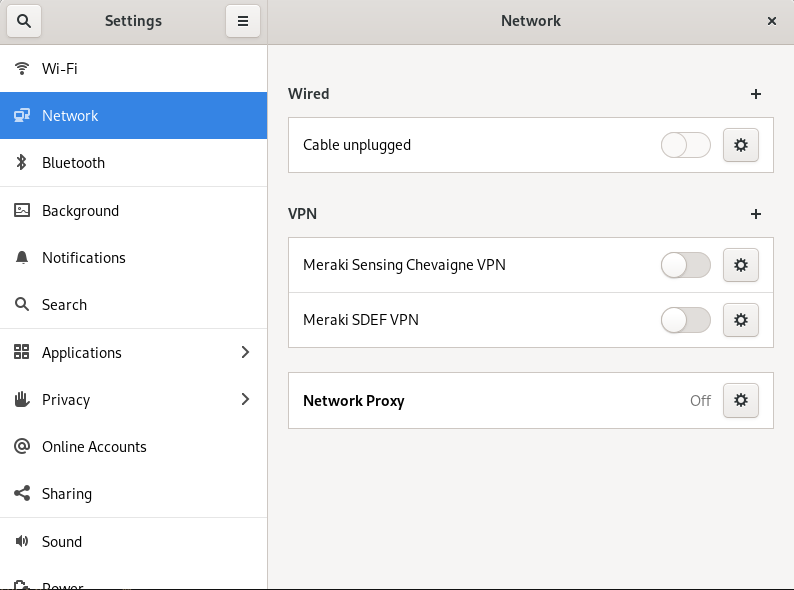 Settings
Network
Wi-Fi
Network
Bluetooth
Background
Notifications
Search
Applications
Privacy
Online Accounts
Sharing
Sound
Power
Wired
Cable unplugged
VPN
Meraki Sensing Chevaigne VPN
Meraki SDEF VPN
Network Proxy Off